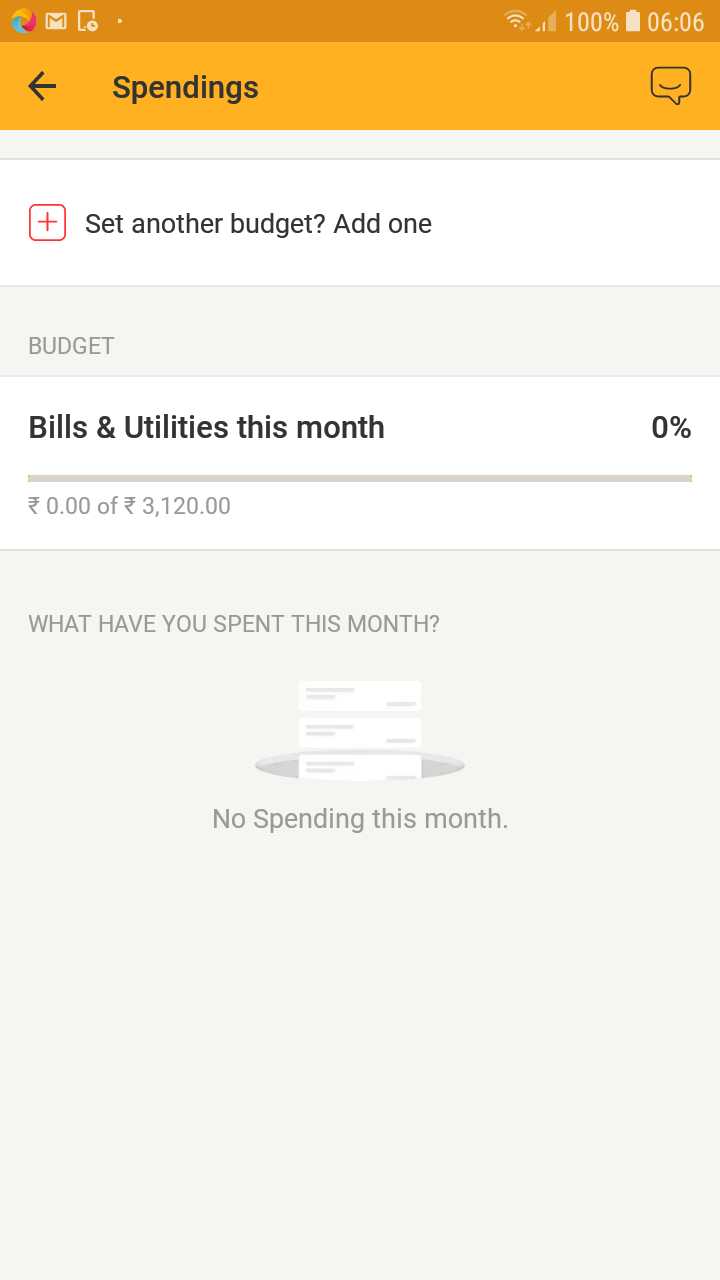 100% 06:06
Spendings
Set another budget? Add one
BUDGET
Bills & Utilities this month 0%
₹ 0.00 of ₹ 3,120.00
WHAT HAVE YOU SPENT THIS MONTH?
No Spending this month.